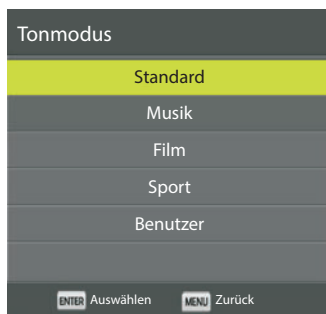 Tonmodus
Standard
Musik
Film
Sport
Benutzer
ENTER Auswählen MENU Zurück